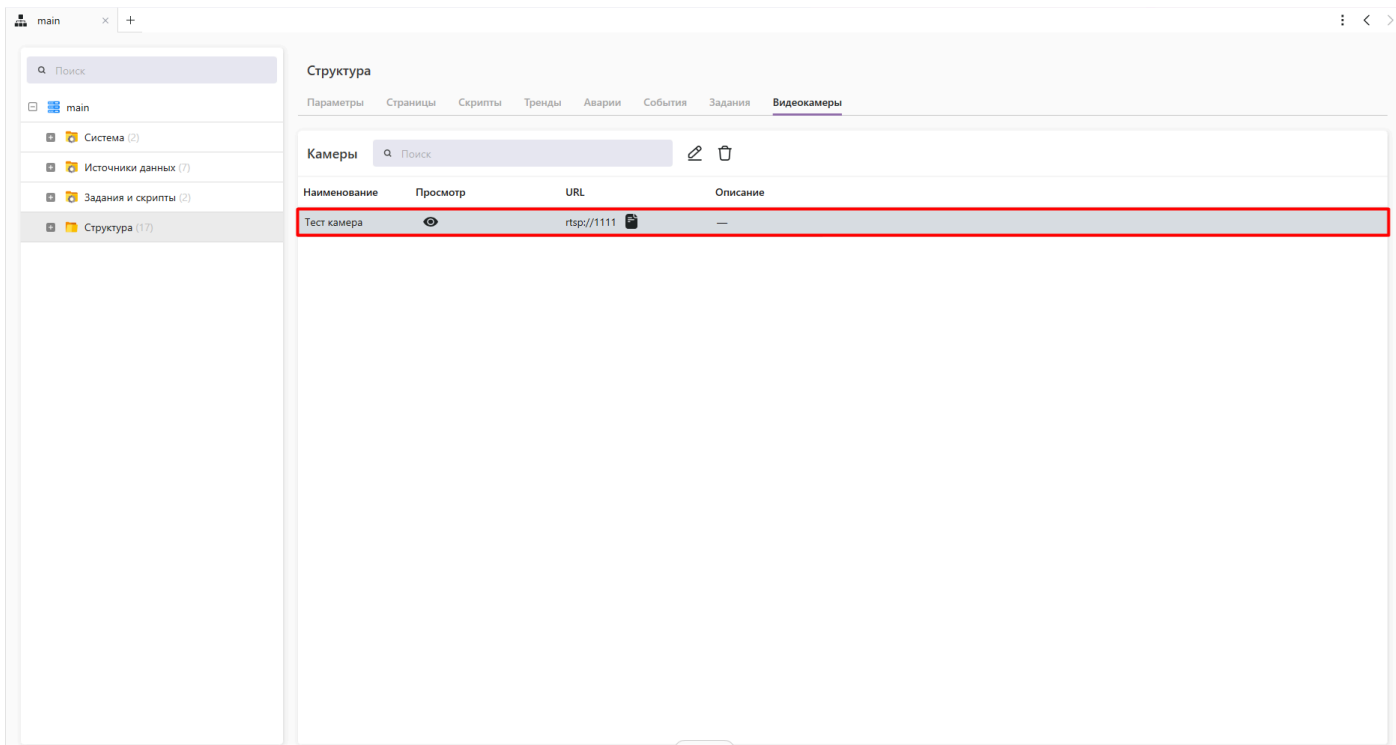 main × +
Поиск
main
Система (2)
Источники данных (7)
Задания и скрипты (2)
Структура (17)
Структура
Параметры Страницы Скрипты Тренды Аварии События Задания Видеокамеры
Камеры Поиск
Наименование Просмотр URL Описание
Тест камера rtsp://1111 —